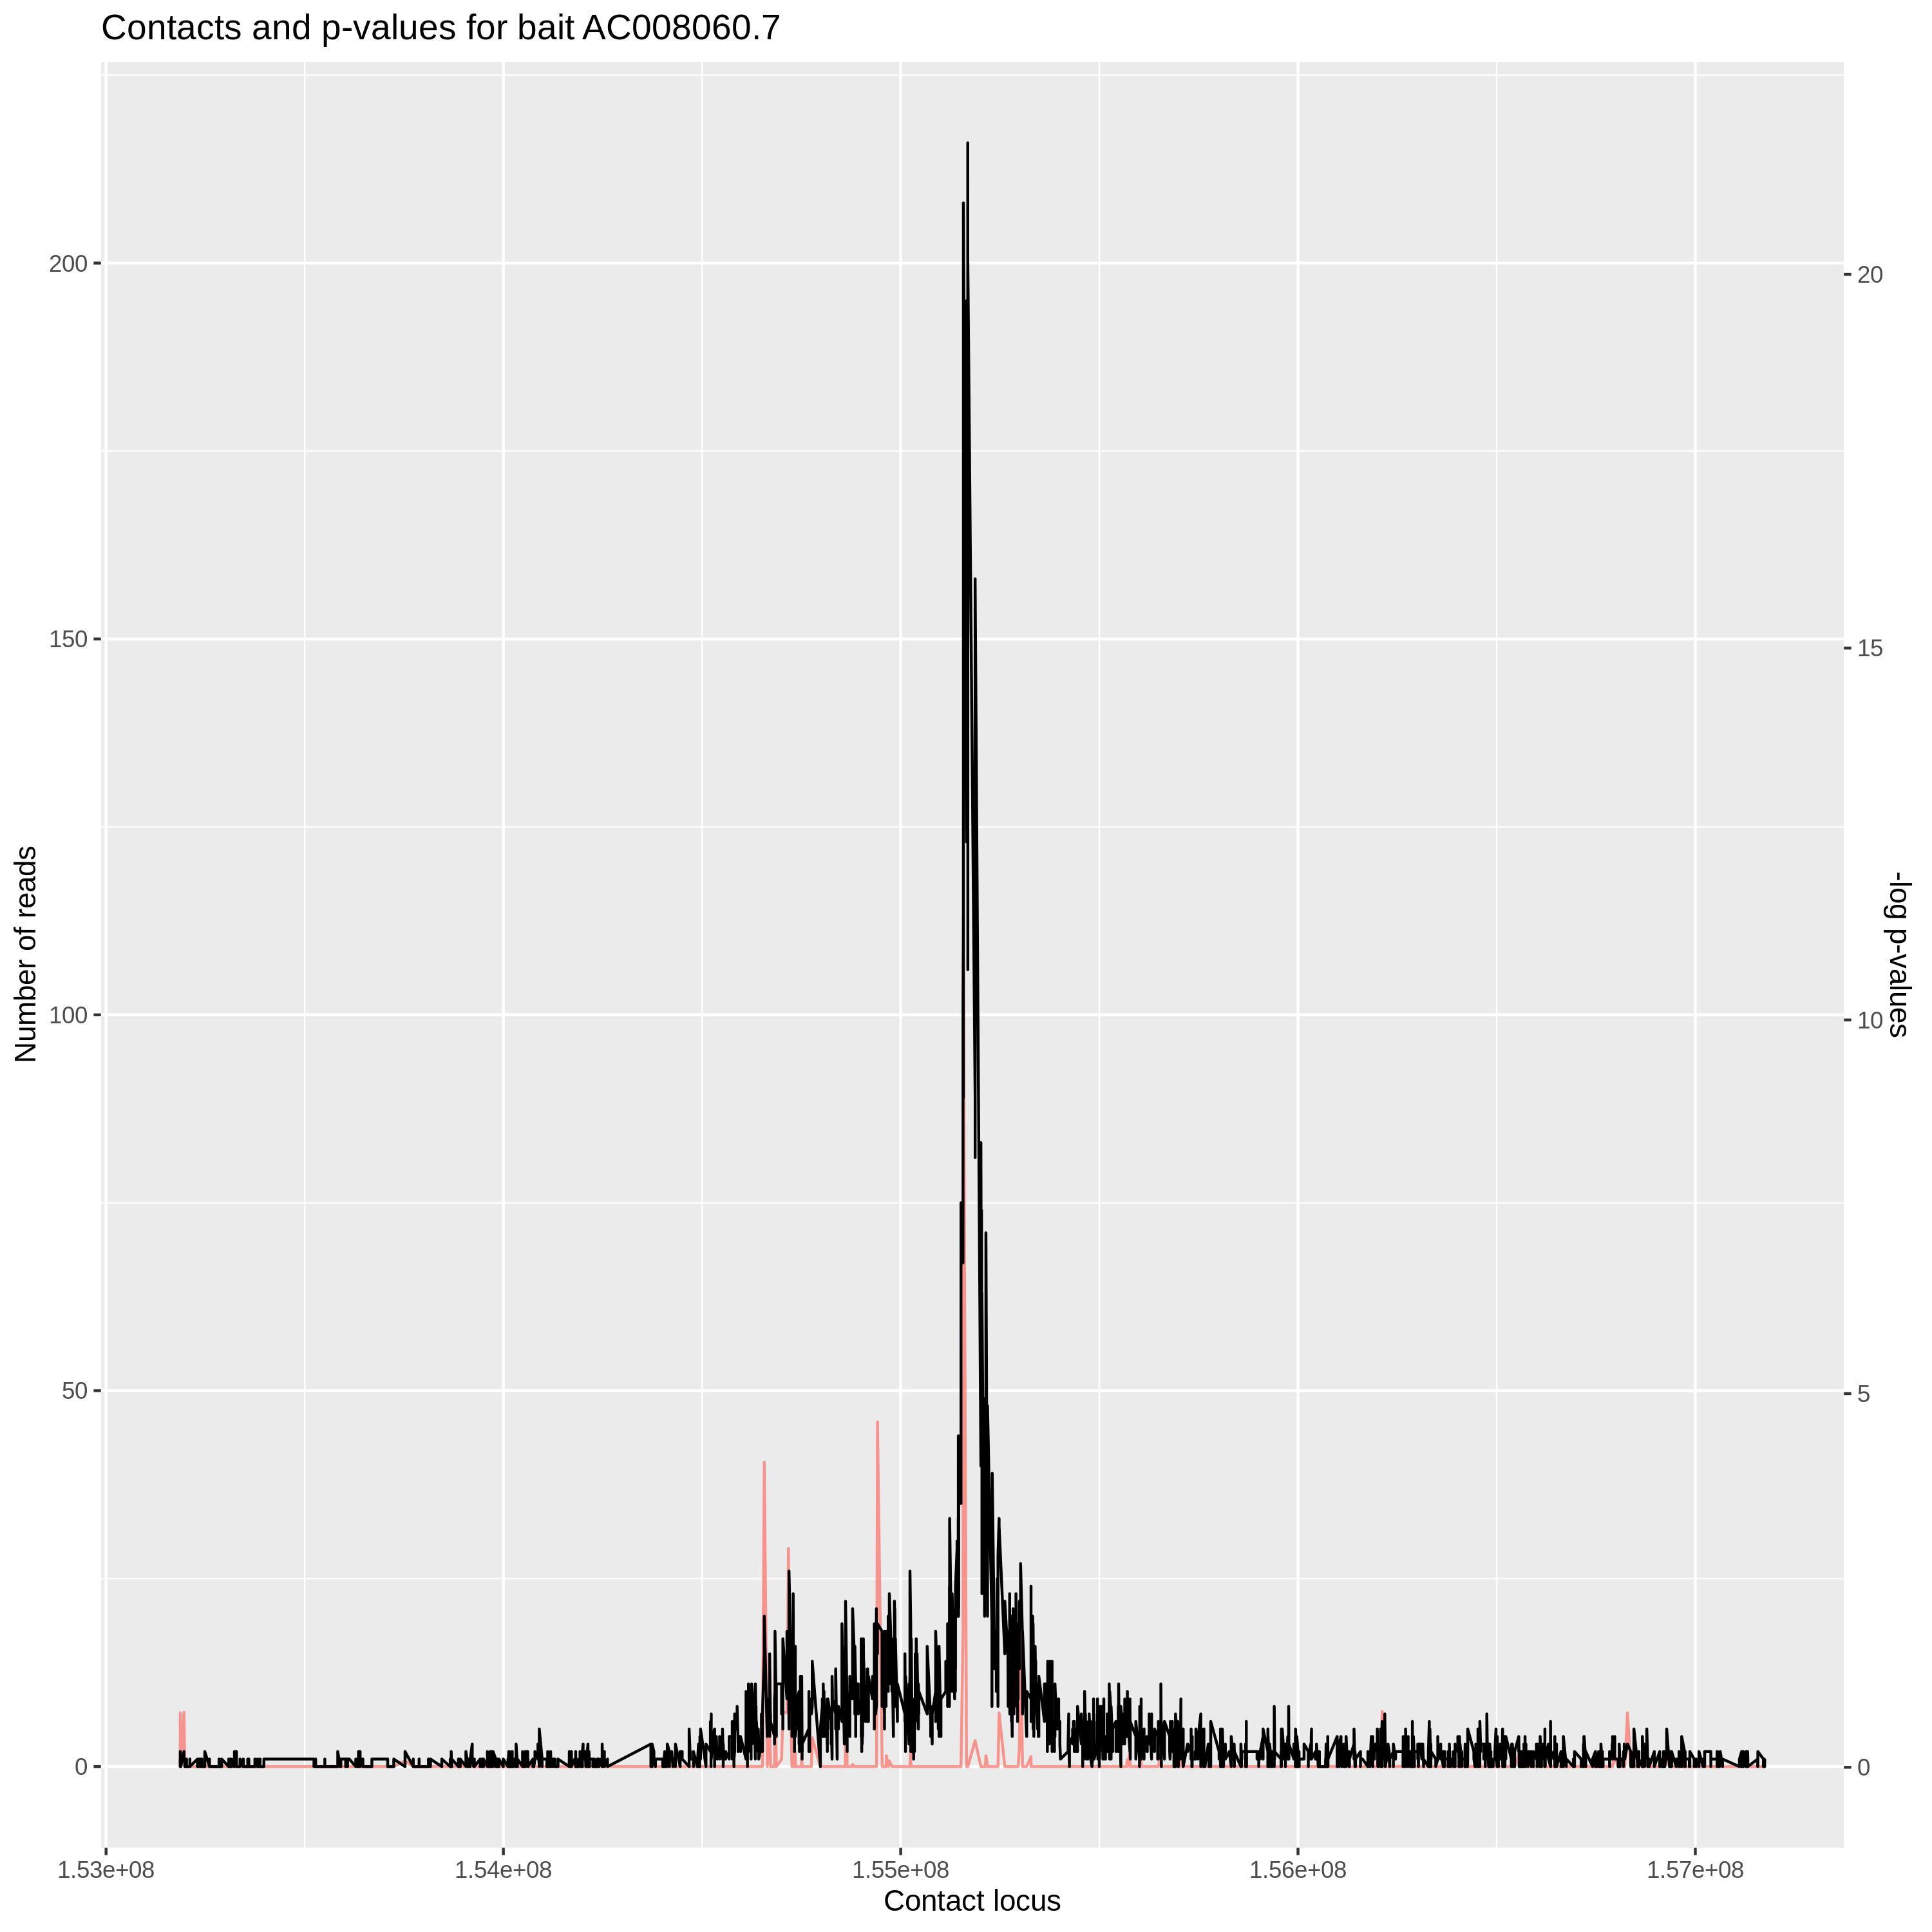 Contacts and p-values for bait AC008060.7
Number of reads
200
150
100
50
0
20
15
10
5
0
-log p-values
1.53e+08
1.54e+08
1.55e+08
1.56e+08
1.57e+08
Contact locus